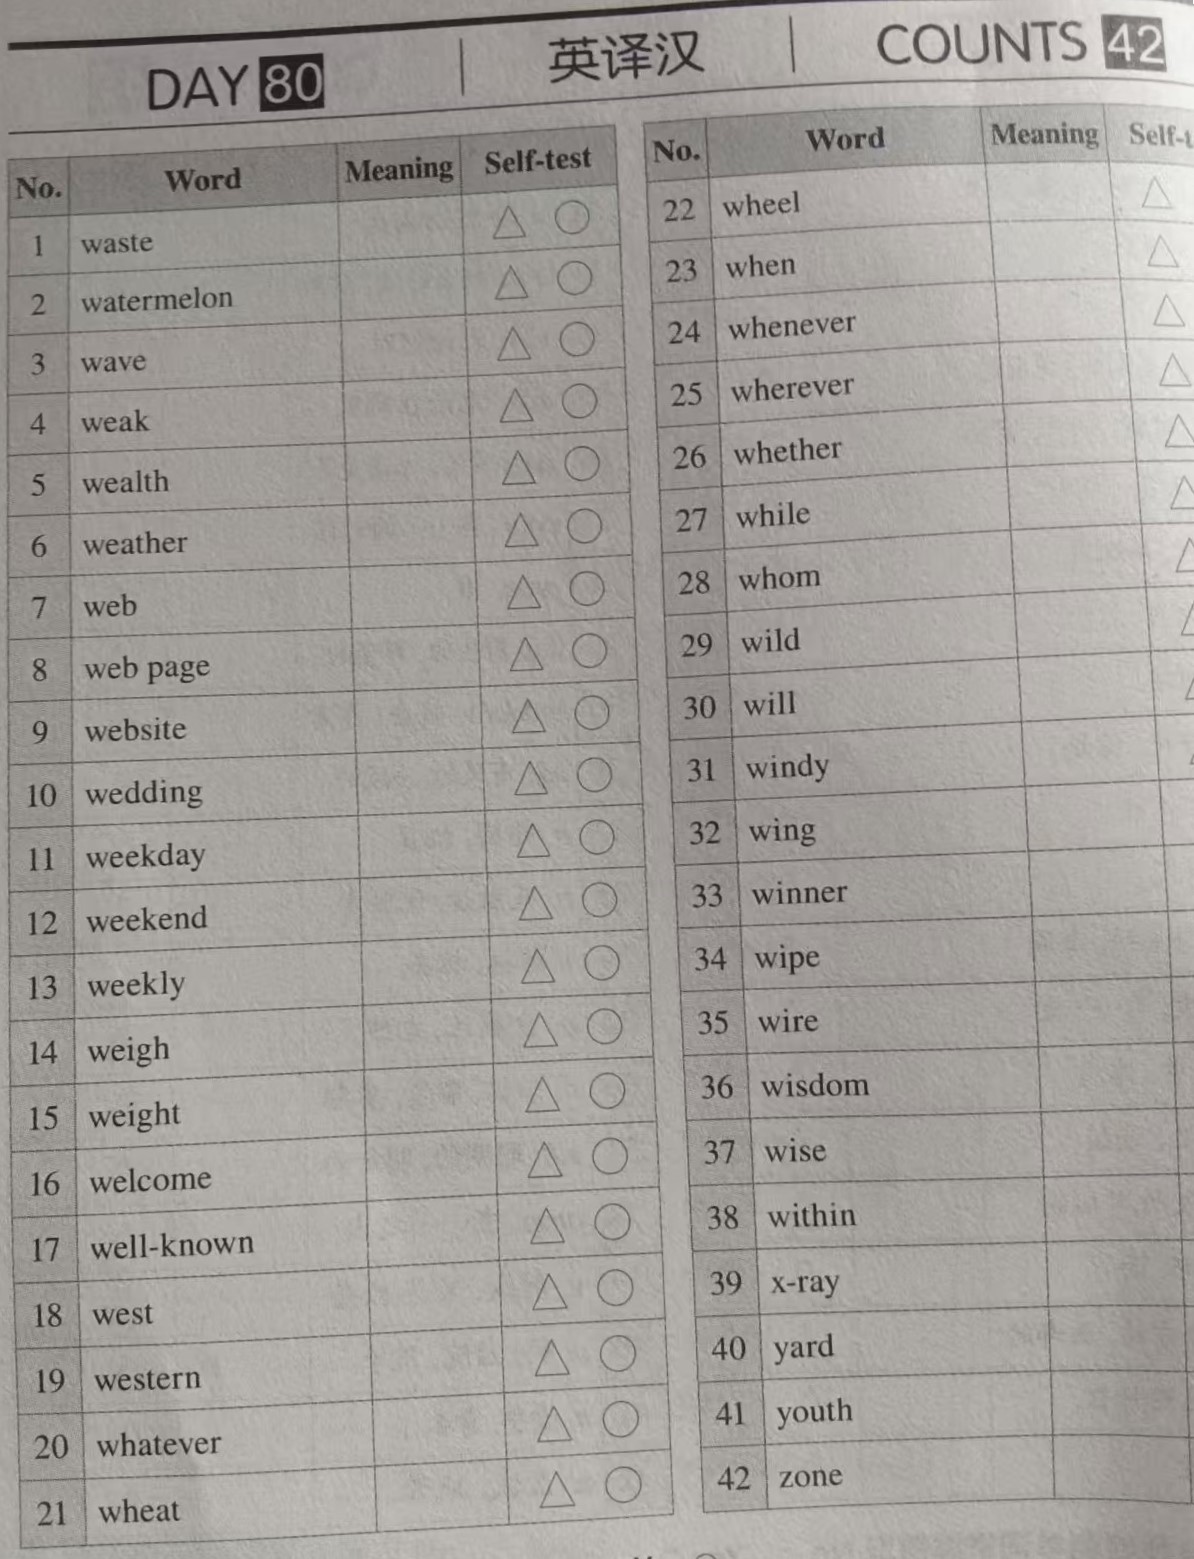 DAY 80 英译汉 COUNTS 42
No. Word Meaning Self-test
1 waste
2 watermelon
3 wave
4 weak
5 wealth
6 weather
7 web
8 web page
9 website
10 wedding
11 weekday
12 weekend
13 weekly
14 weigh
15 weight
16 welcome
17 well-known
18 west
19 western
20 whatever
21 wheat
No. Word Meaning
22 wheel
23 when
24 whenever
25 wherever
26 whether
27 while
28 whom
29 wild
30 will
31 windy
32 wing
33 winner
34 wipe
35 wire
36 wisdom
37 wise
38 within
39 x-ray
40 yard
41 youth
42 zone